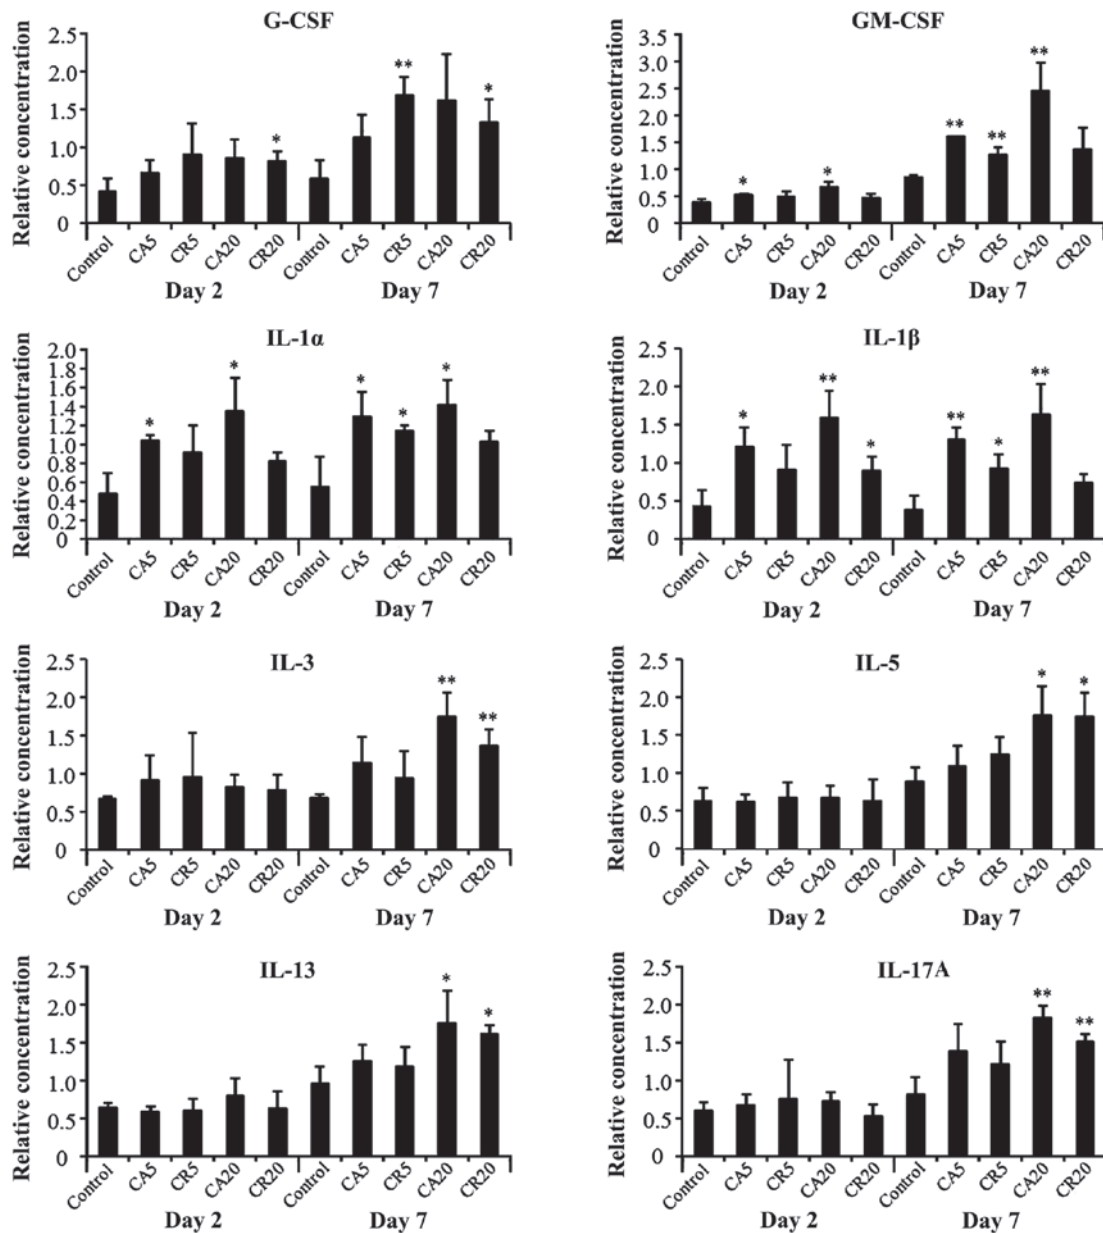 G-CSF
Relative concentration
2.5
2.0
1.5
1.0
0.5
0
* ** *
Control CA5 CR5 CA20 CR20 Control CA5 CR5 CA20 CR20
Day 2 Day 7
GM-CSF
Relative concentration
3.5
3.0
2.5
2.0
1.5
1.0
0.5
0
* * ** ** **
Control CA5 CR5 CA20 CR20 Control CA5 CR5 CA20 CR20
Day 2 Day 7
IL-1α
Relative concentration
2.0
1.8
1.6
1.4
1.2
1.0
0.8
0.6
0.4
0.2
0
* * * * *
Control CA5 CR5 CA20 CR20 Control CA5 CR5 CA20 CR20
Day 2 Day 7
IL-1β
Relative concentration
2.5
2.0
1.5
1.0
0.5
0
* ** * ** * **
Control CA5 CR5 CA20 CR20 Control CA5 CR5 CA20 CR20
Day 2 Day 7
IL-3
Relative concentration
2.5
2.0
1.5
1.0
0.5
0
** **
Control CA5 CR5 CA20 CR20 Control CA5 CR5 CA20 CR20
Day 2 Day 7
IL-5
Relative concentration
2.5
2.0
1.5
1.0
0.5
0
* *
Control CA5 CR5 CA20 CR20 Control CA5 CR5 CA20 CR20
Day 2 Day 7
IL-13
Relative concentration
2.5
2.0
1.5
1.0
0.5
0
* *
Control CA5 CR5 CA20 CR20 Control CA5 CR5 CA20 CR20
Day 2 Day 7
IL-17A
Relative concentration
2.5
2.0
1.5
1.0
0.5
0
** **
Control CA5 CR5 CA20 CR20 Control CA5 CR5 CA20 CR20
Day 2 Day 7